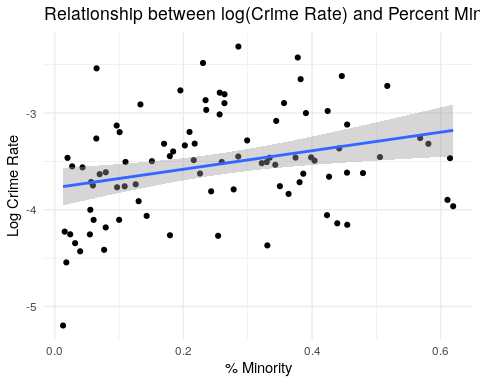 Relationship between log(Crime Rate) and Percent Min
Log Crime Rate
-3
-4
-5
0.0
0.2
0.4
0.6
% Minority